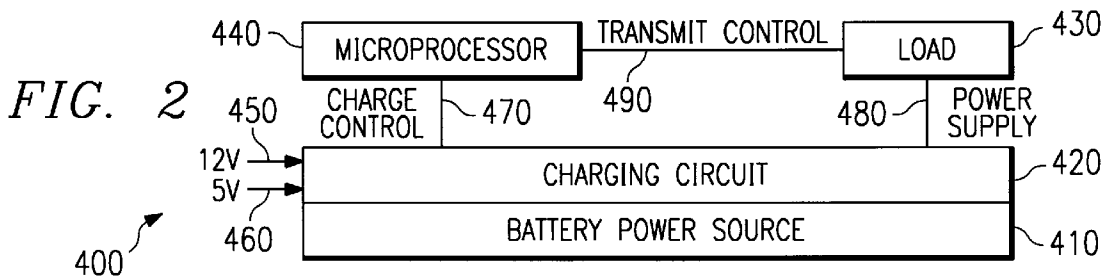 FIG. 2
440
MICROPROCESSOR
TRANSMIT CONTROL
490
LOAD
430
CHARGE
CONTROL
470
480
POWER
SUPPLY
450
12V
5V
460
CHARGING CIRCUIT
420
BATTERY POWER SOURCE
410
400